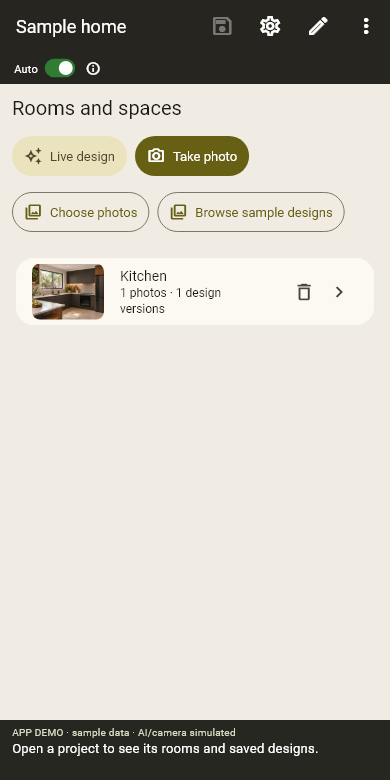 Sample home
Auto
Rooms and spaces
Live design
Take photo
Choose photos
Browse sample designs
Kitchen
1 photos · 1 design
versions
APP DEMO · sample data · AI/camera simulated
Open a project to see its rooms and saved designs.